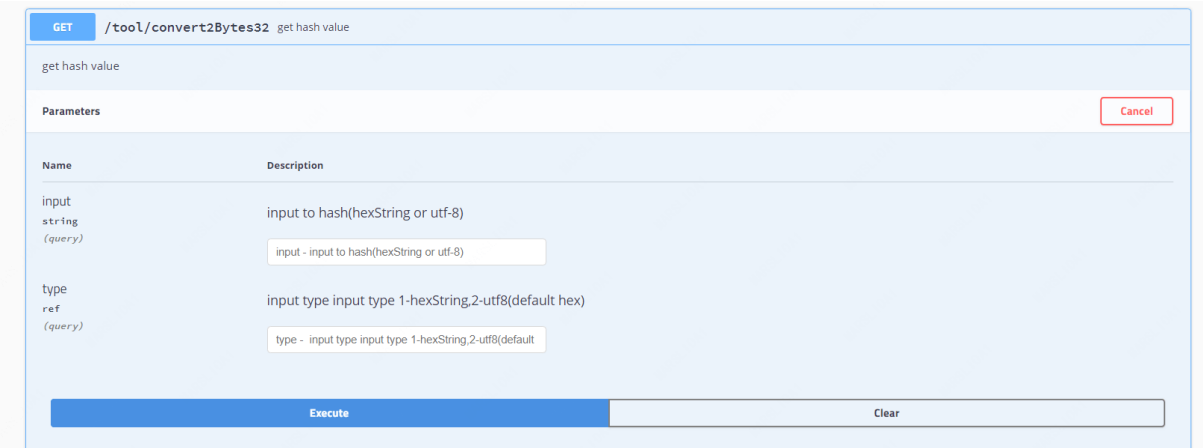 GET /tool/convert2Bytes32 get hash value
get hash value
Parameters Cancel
Name Description
input
string
(query)
input to hash(hexString or utf-8)
input - input to hash(hexString or utf-8)
type
ref
(query)
input type input type 1-hexString,2-utf8(default hex)
type - input type input type 1-hexString,2-utf8(default
Execute Clear